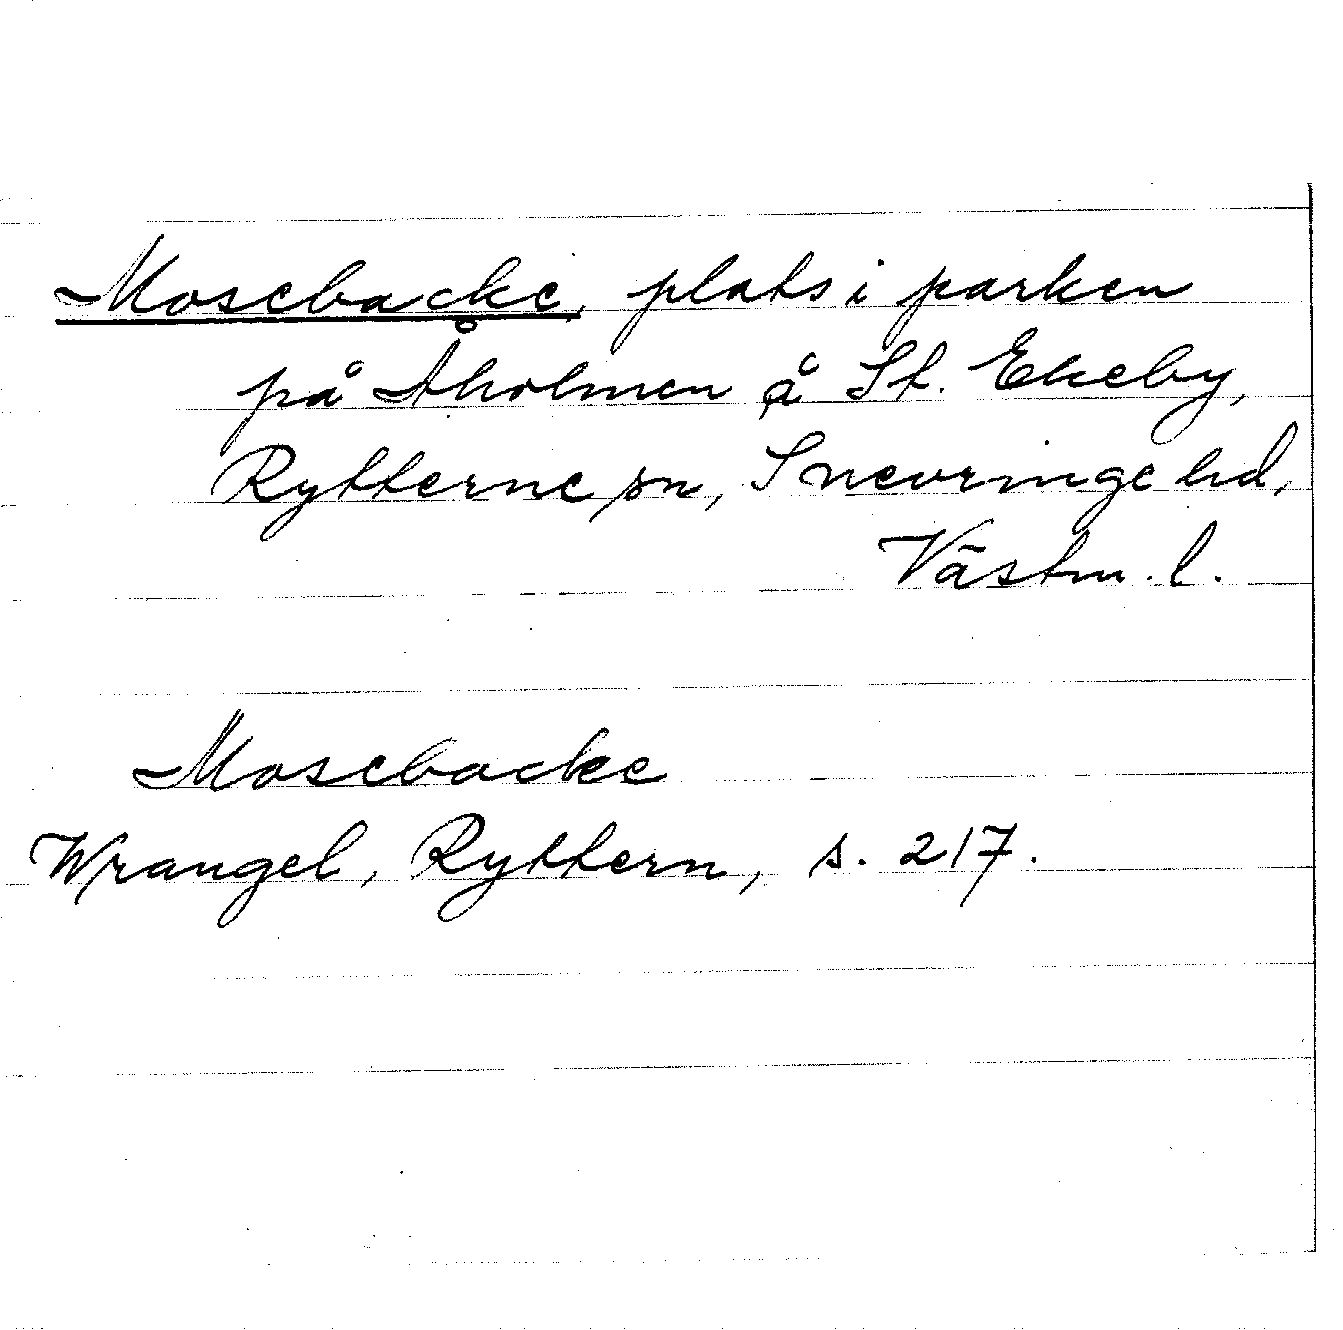 Mosebacke, plats i parken
på Åholmen å St. Ekeby,
Rytterne sn, Snevringe hd,
Västm. l.
Mosebacke
Wrangel, Ryttern, s. 217.